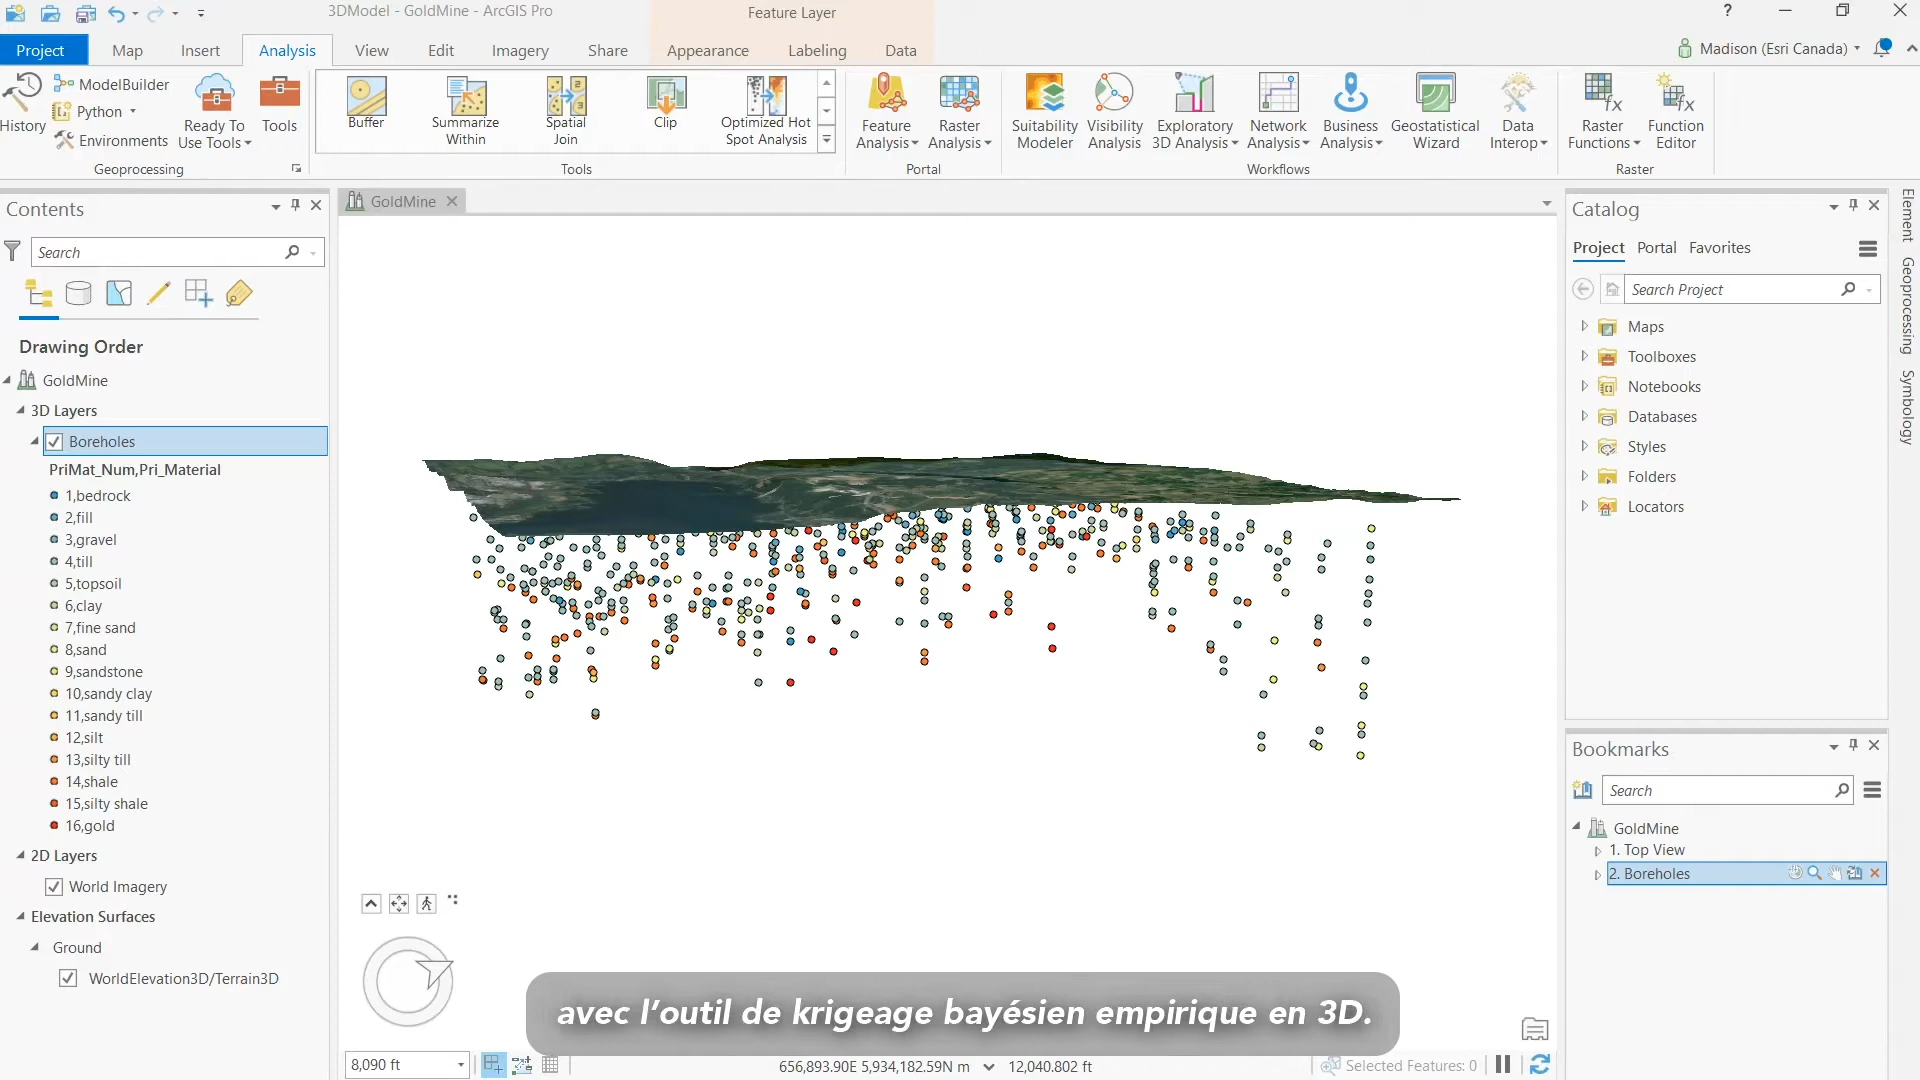 3DModel - GoldMine - ArcGIS Pro
Feature Layer
?
Project
Map
Insert
Analysis
View
Edit
Imagery
Share
Appearance
Labeling
Data
Madison (Esri Canada)
History
ModelBuilder
Python
Environments
Ready To
Use Tools
Tools
Geoprocessing
Buffer
Summarize
Within
Spatial
Join
Clip
Optimized Hot
Spot Analysis
Tools
Feature
Analysis
Raster
Analysis
Portal
Suitability
Modeler
Visibility
Analysis
Exploratory
3D Analysis
Network
Analysis
Business
Analysis
Geostatistical
Wizard
Data
Interop
Workflows
Raster
Functions
Function
Editor
Raster
Contents
Search
Drawing Order
GoldMine
3D Layers
Boreholes
PriMat_Num,Pri_Material
1,bedrock
2,fill
3,gravel
4,till
5,topsoil
6,clay
7,fine sand
8,sand
9,sandstone
10,sandy clay
11,sandy till
12,silt
13,silty till
14,shale
15,silty shale
16,gold
2D Layers
World Imagery
Elevation Surfaces
Ground
WorldElevation3D/Terrain3D
GoldMine
avec l'outil de krigeage bayésien empirique en 3D.
8,090 ft
656,893.90E 5,934,182.59N m
12,040.802 ft
Selected Features: 0
Catalog
Project
Portal
Favorites
Search Project
Maps
Toolboxes
Notebooks
Databases
Styles
Folders
Locators
Bookmarks
Search
GoldMine
1. Top View
2. Boreholes
Element
Geoprocessing
Symbology